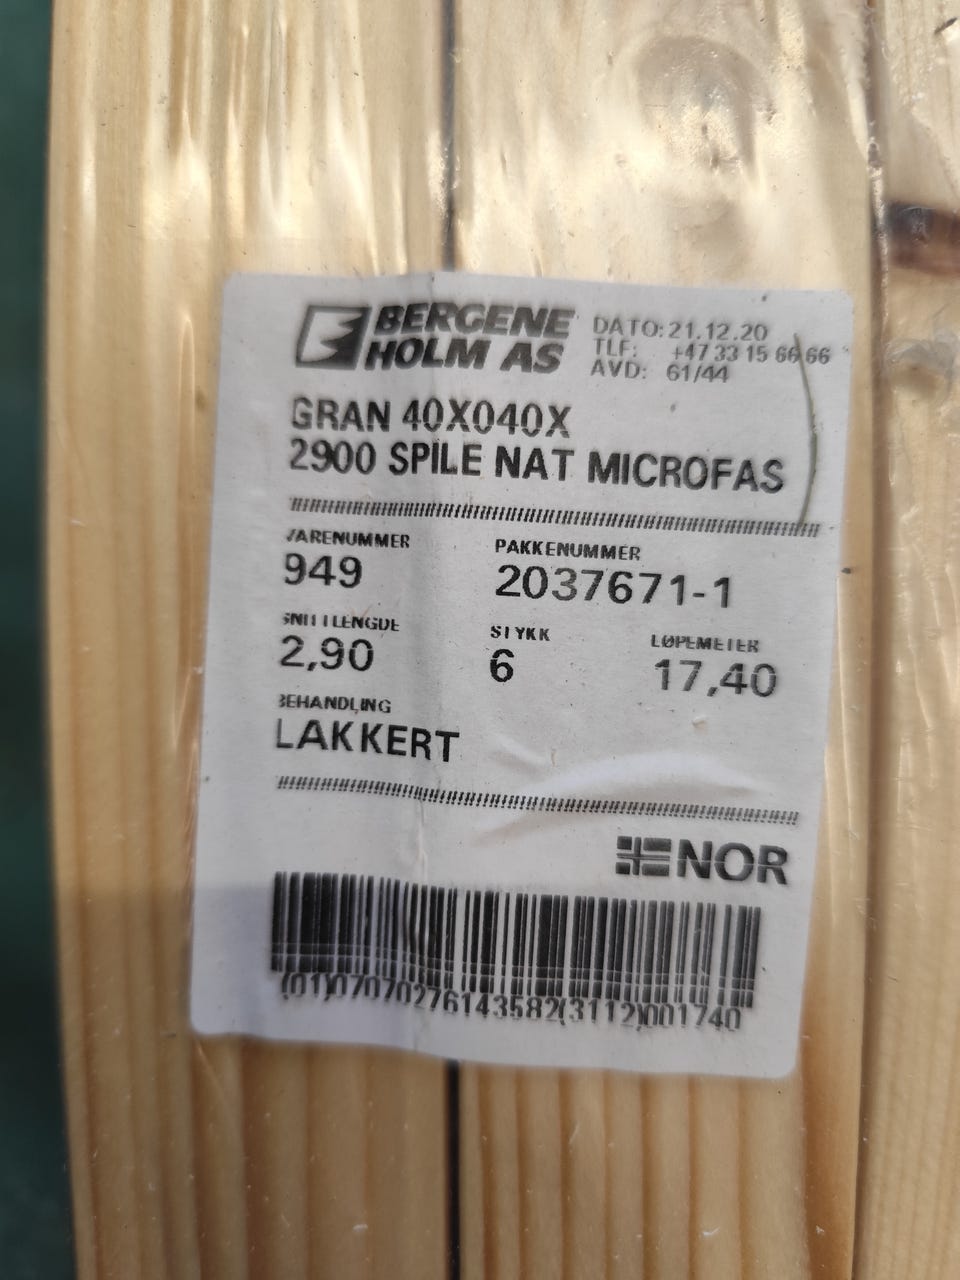 BERGENE
HOLM AS
DATO: 21.12.20
TLF: +47 33 15 66 66
AVD: 61/44
GRAN 40X040X
2900 SPILE NAT MICROFAS
VARENUMMER PAKKENUMMER
949 2037671-1
SNITTLENGDE STYKK LØPEMETER
2,90 6 17,40
BEHANDLING
LAKKERT
NOR
(01)07070276143582(3112)001740